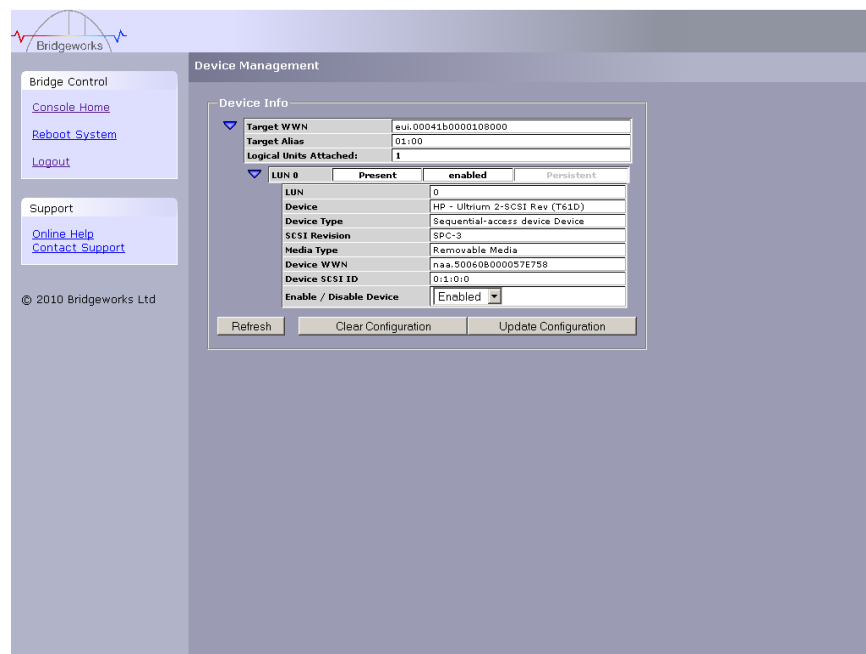 Bridgeworks
Bridge Control
Console Home
Reboot System
Logout
Support
Online Help
Contact Support
© 2010 Bridgeworks Ltd
Device Management
Device Info
Target WWN eui.00041b0000108000
Target Alias 01:00
Logical Units Attached: 1
LUN 0 Present enabled Persistent
LUN 0
Device HP - Ultrium 2-SCSI Rev (T61D)
Device Type Sequential-access device Device
SCSI Revision SPC-3
Media Type Removable Media
Device WWN naa.50060B000057E758
Device SCSI ID 0:1:0:0
Enable / Disable Device Enabled
Refresh Clear Configuration Update Configuration